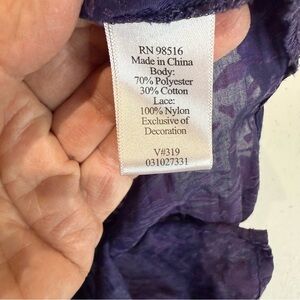 RN 98516
Made in China
Body:
70% Polyester
30% Cotton
Lace:
100% Nylon
Exclusive of
Decoration
V#319
031027331